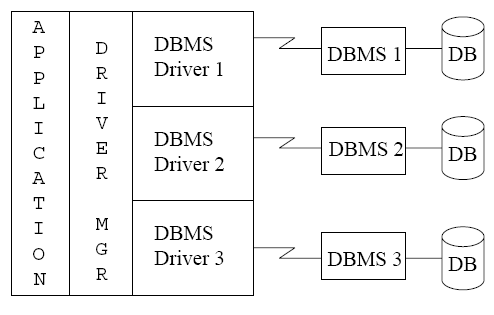 APPLICATION
DRIVER MGR
DBMS
Driver 1
DBMS 1
DB
DBMS
Driver 2
DBMS 2
DB
DBMS
Driver 3
DBMS 3
DB